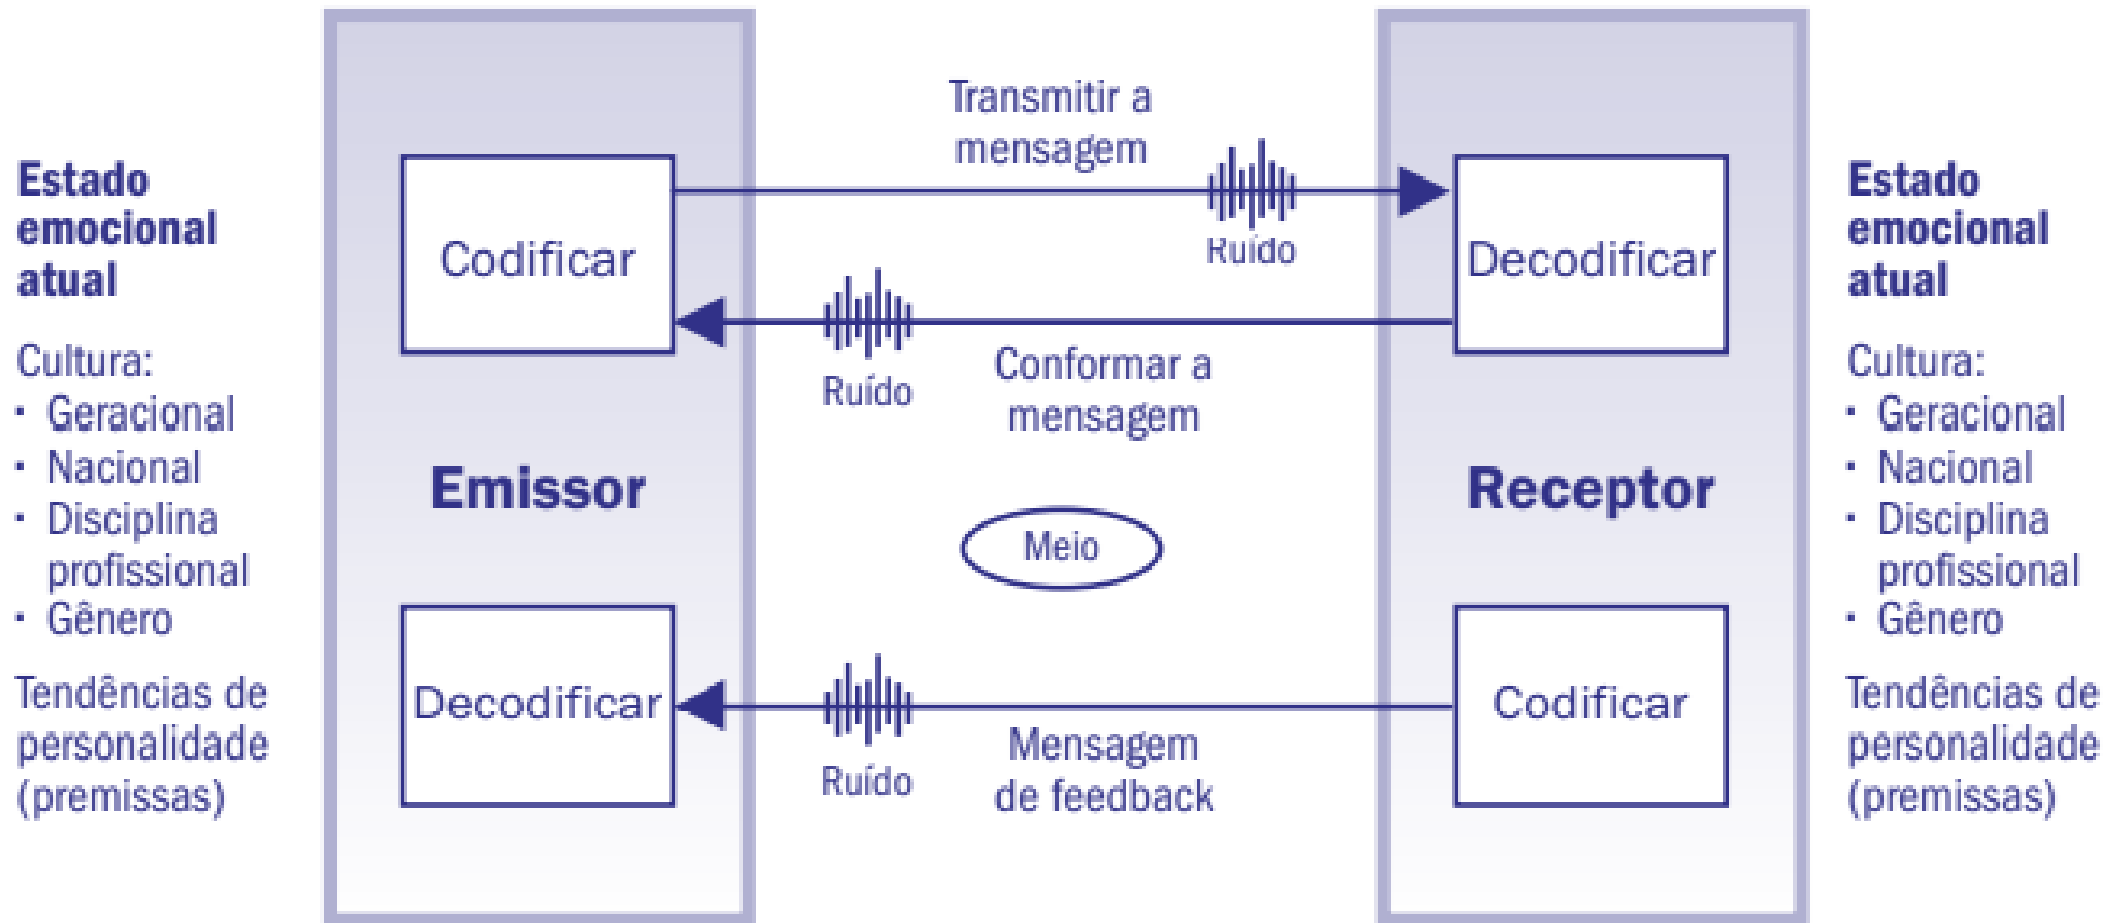 Estado
emocional
atual
Cultura:
· Geracional
· Nacional
· Disciplina
profissional
· Gênero
Tendências de
personalidade
(premissas)
Codificar
Emissor
Decodificar
Transmitir a
mensagem
Ruído
Ruído
Conformar a
mensagem
Meio
Ruído
Mensagem
de feedback
Decodificar
Receptor
Codificar
Estado
emocional
atual
Cultura:
· Geracional
· Nacional
· Disciplina
profissional
· Gênero
Tendências de
personalidade
(premissas)